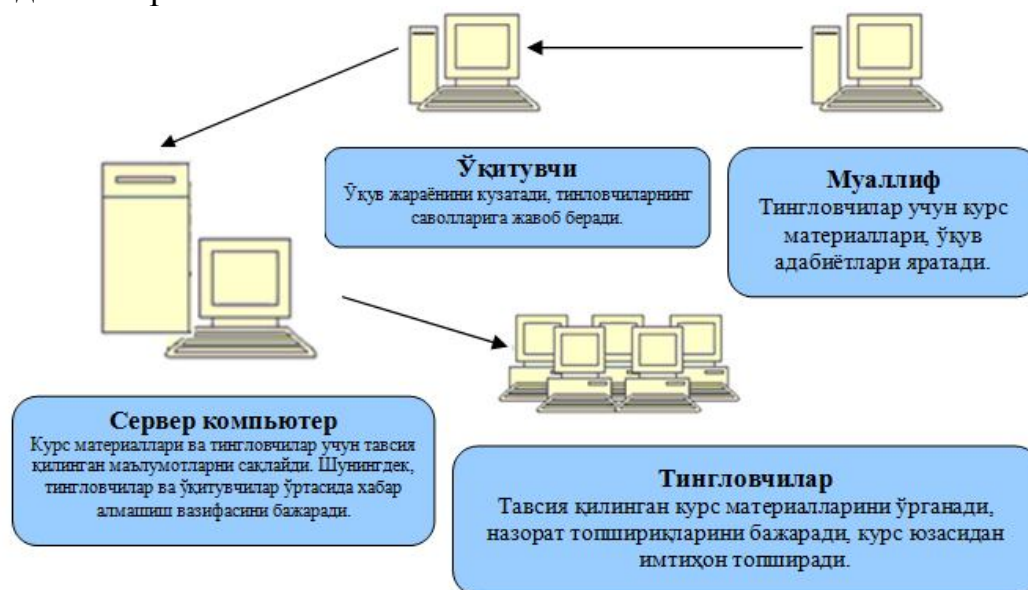 Ўқитувчи
Ўқув жараёнини кузатади, тинловчиларнинг
саволларига жавоб беради.
Муаллиф
Тингловчилар учун курс
материаллари, ўқув
адабиётлари яратади.
Сервер компьютер
Курс материаллари ва тингловчилар учун тавсия
қилинган маълумотларни сақлайди. Шунингдек,
тингловчилар ва ўқитувчилар ўртасида хабар
алмашиш вазифасини бажаради.
Тингловчилар
Тавсия қилинган курс материалларини ўрганади,
назорат топшириқларини бажаради, курс юзасидан
имтиҳон топширади.